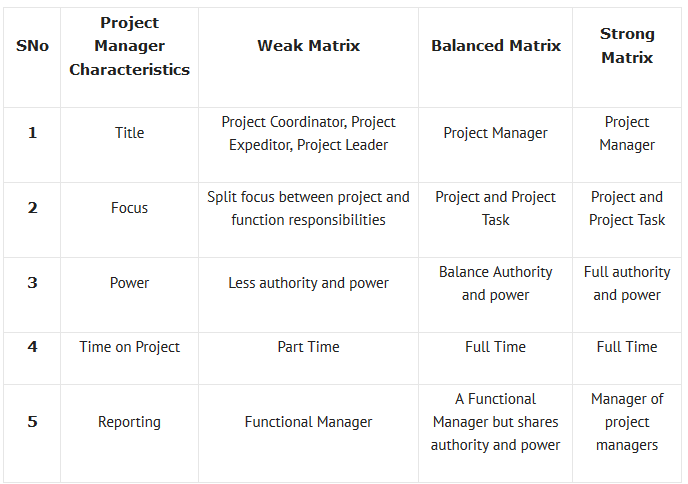 SNo
Project
Manager
Characteristics
Weak Matrix
Balanced Matrix
Strong
Matrix
1
Title
Project Coordinator, Project
Expeditor, Project Leader
Project Manager
Project
Manager
2
Focus
Split focus between project and
function responsibilities
Project and Project
Task
Project and
Project Task
3
Power
Less authority and power
Balance Authority
and power
Full authority
and power
4
Time on Project
Part Time
Full Time
Full Time
5
Reporting
Functional Manager
A Functional
Manager but shares
authority and power
Manager of
project
managers